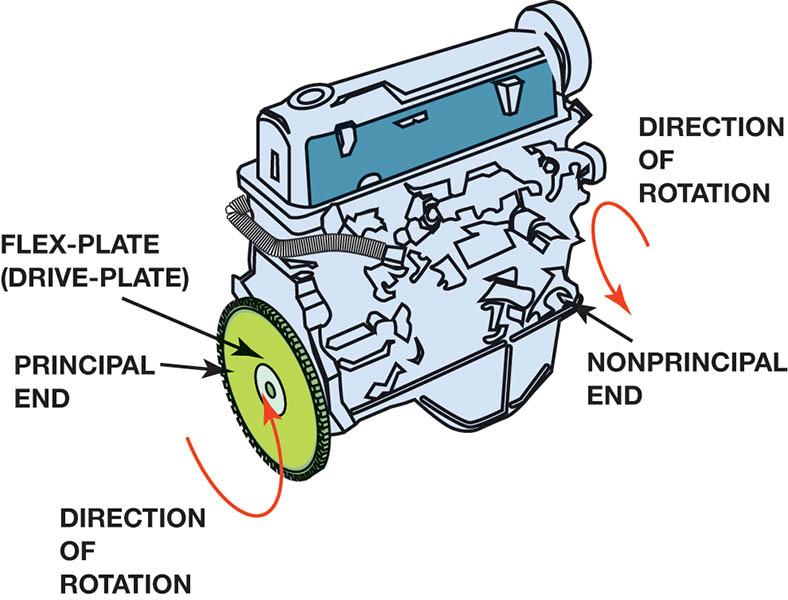 DIRECTION
OF
ROTATION
FLEX-PLATE
(DRIVE-PLATE)
PRINCIPAL
END
NONPRINCIPAL
END
DIRECTION
OF
ROTATION